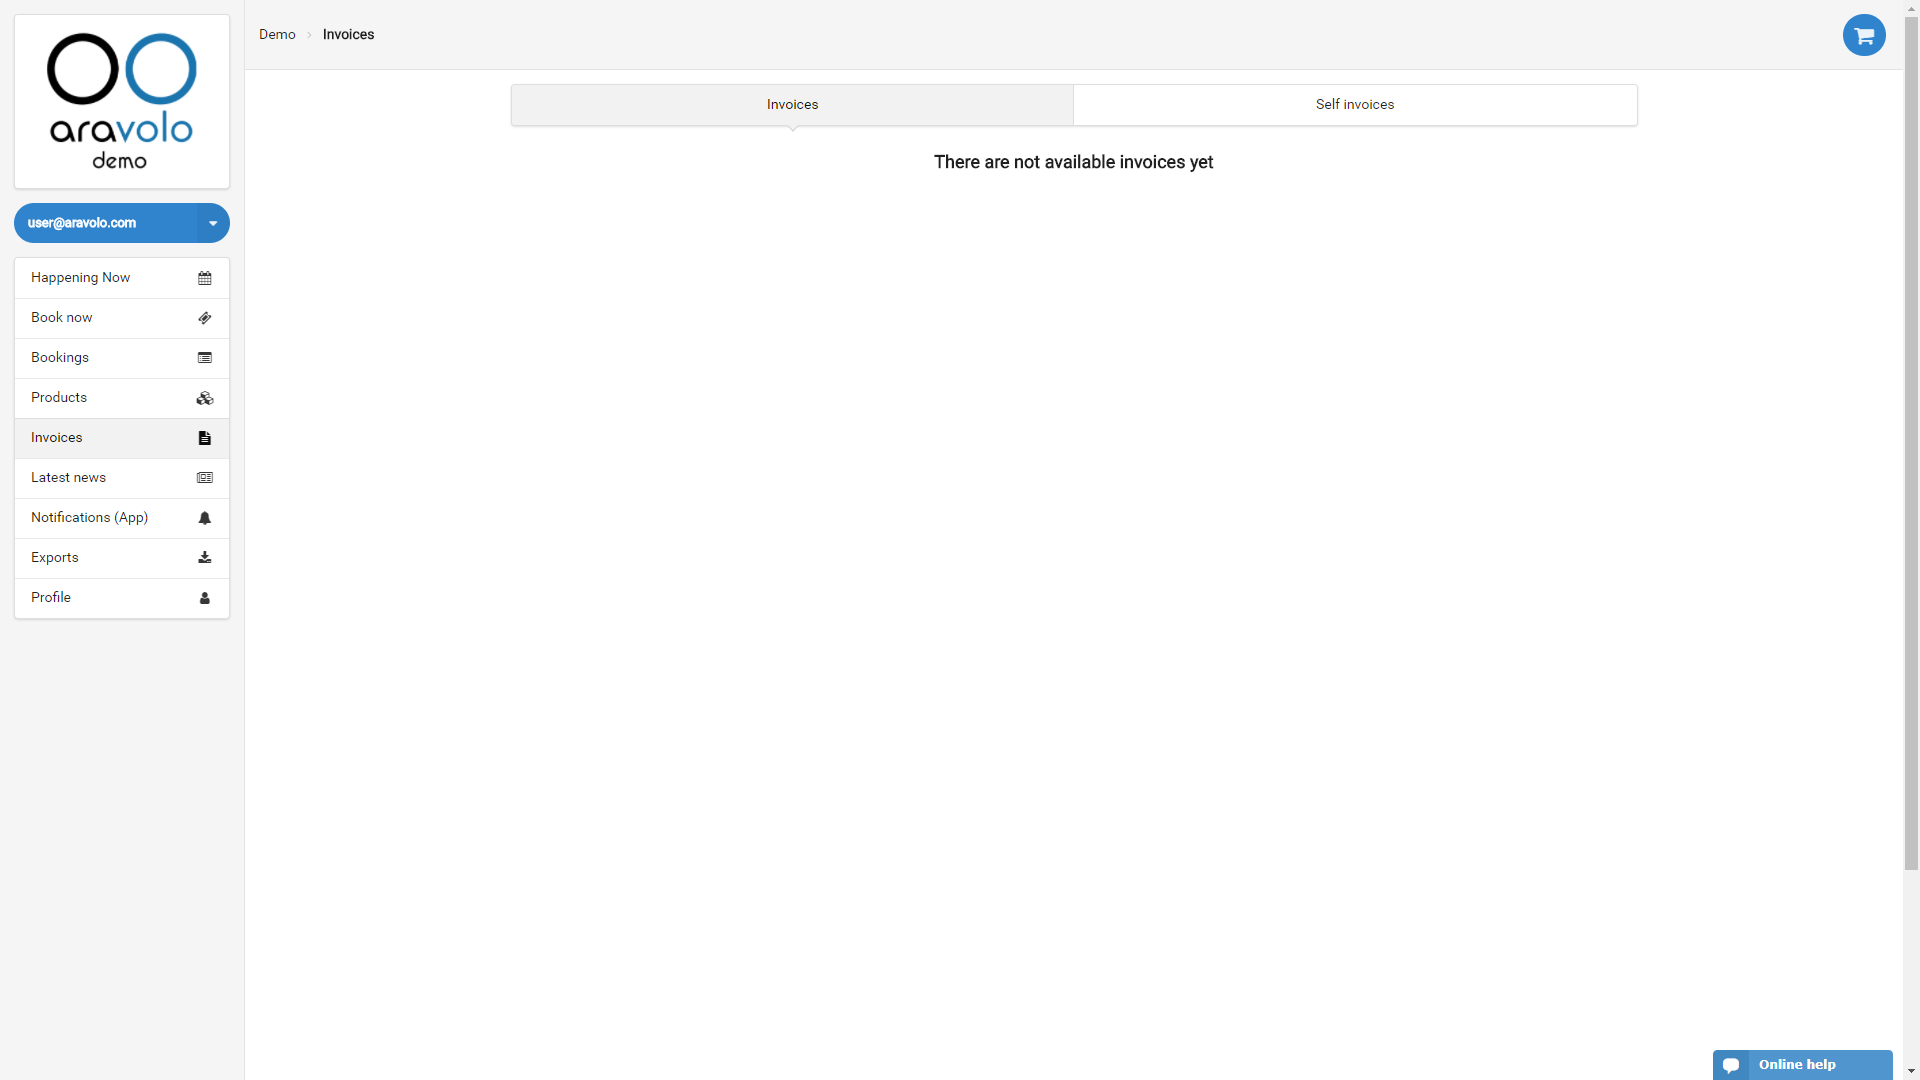 aravolo
demo
user@aravolo.com
Happening Now
Book now
Bookings
Products
Invoices
Latest news
Notifications (App)
Exports
Profile
Demo
Invoices
Invoices
Self invoices
There are not available invoices yet
Online help